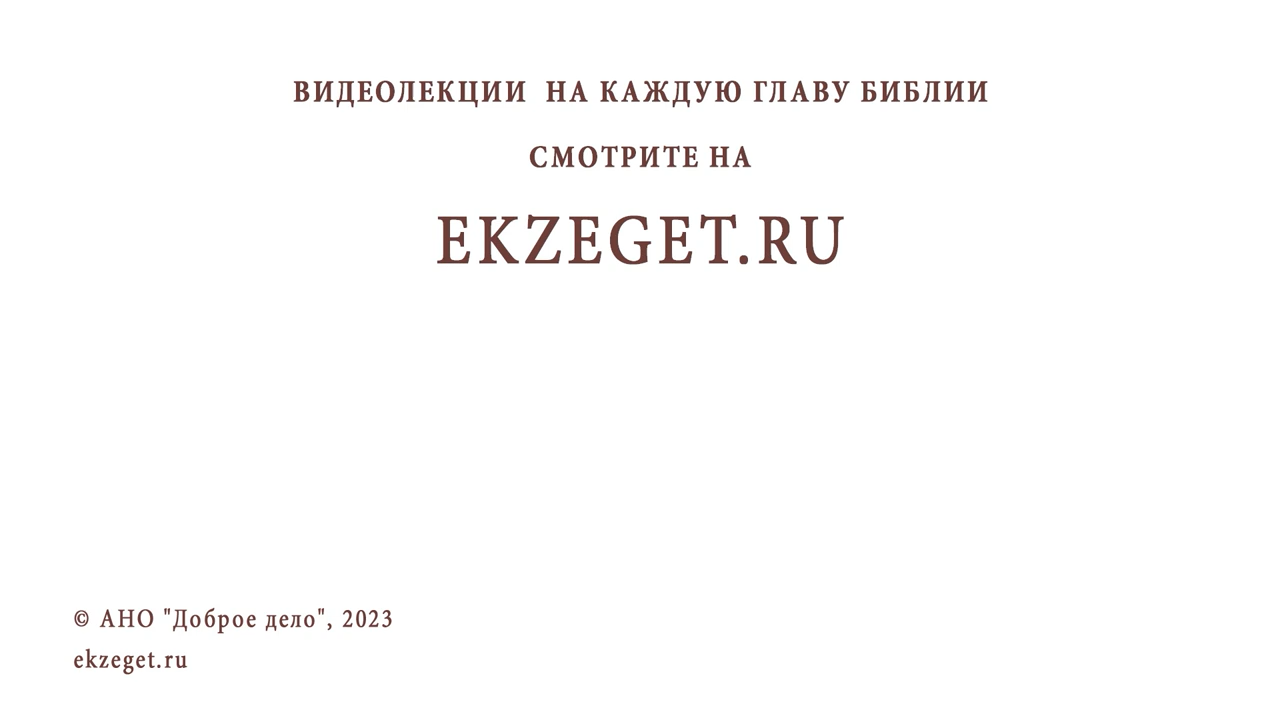 ВИДЕОЛЕКЦИИ НА КАЖДУЮ ГЛАВУ БИБЛИИ
СМОТРИТЕ НА
EKZEGET.RU
© АНО "Доброе дело", 2023
ekzeget.ru